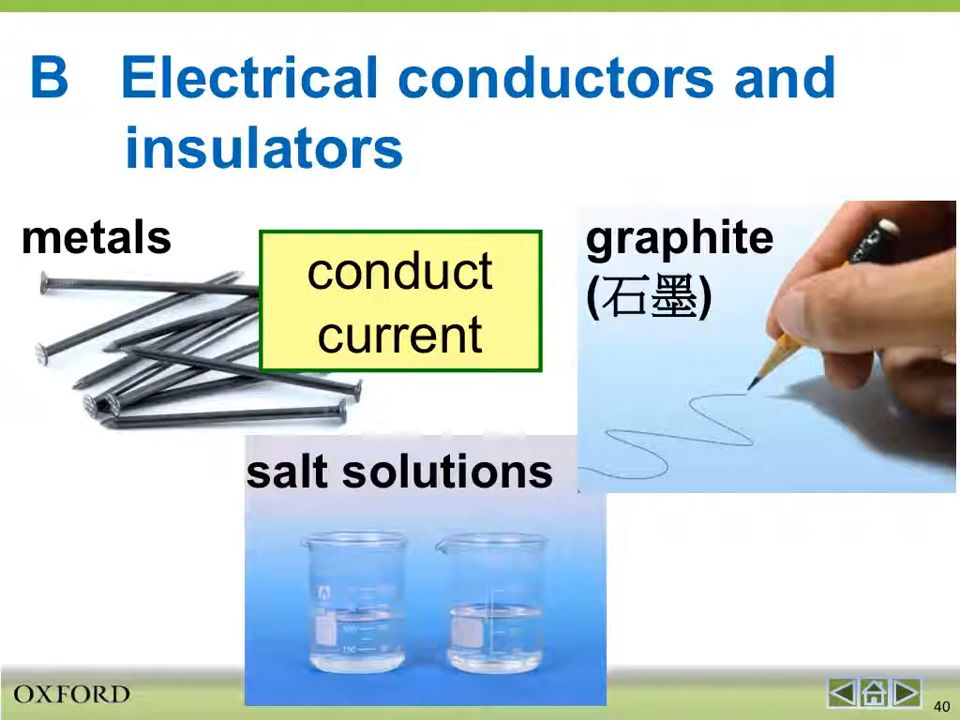 B Electrical conductors and
insulators
metals
conduct
current
graphite
(石墨)
salt solutions
OXFORD
40